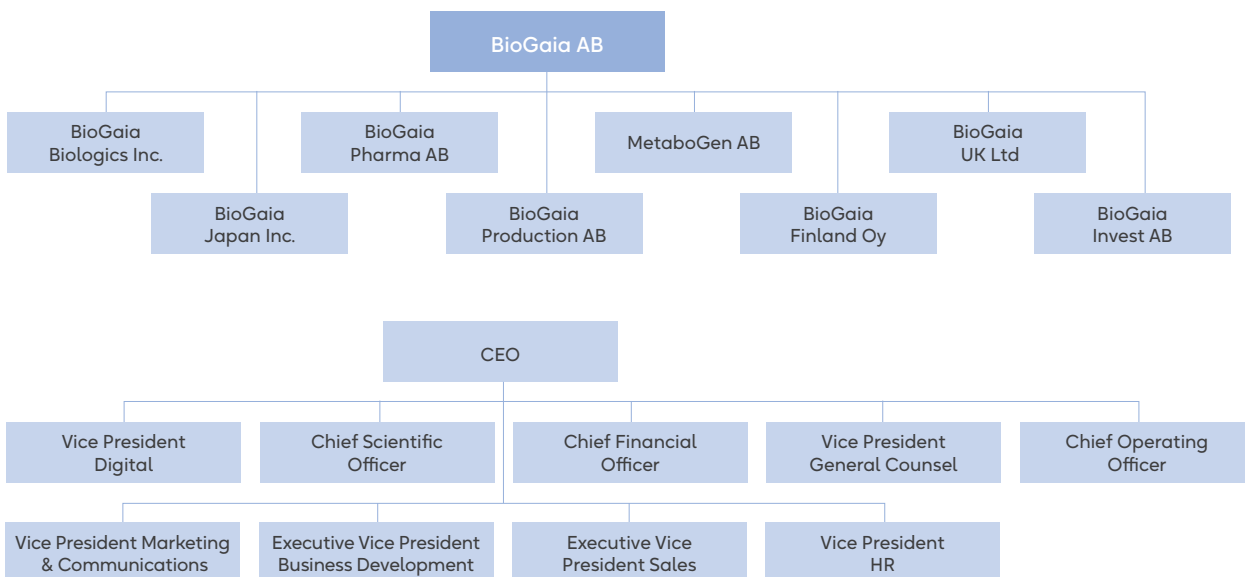 BioGaia AB
BioGaia
Biologics Inc.
BioGaia
Pharma AB
MetaboGen AB
BioGaia
UK Ltd
BioGaia
Japan Inc.
BioGaia
Production AB
BioGaia
Finland Oy
BioGaia
Invest AB
CEO
Vice President
Digital
Chief Scientific
Officer
Chief Financial
Officer
Vice President
General Counsel
Chief Operating
Officer
Vice President Marketing
& Communications
Executive Vice President
Business Development
Executive Vice
President Sales
Vice President
HR